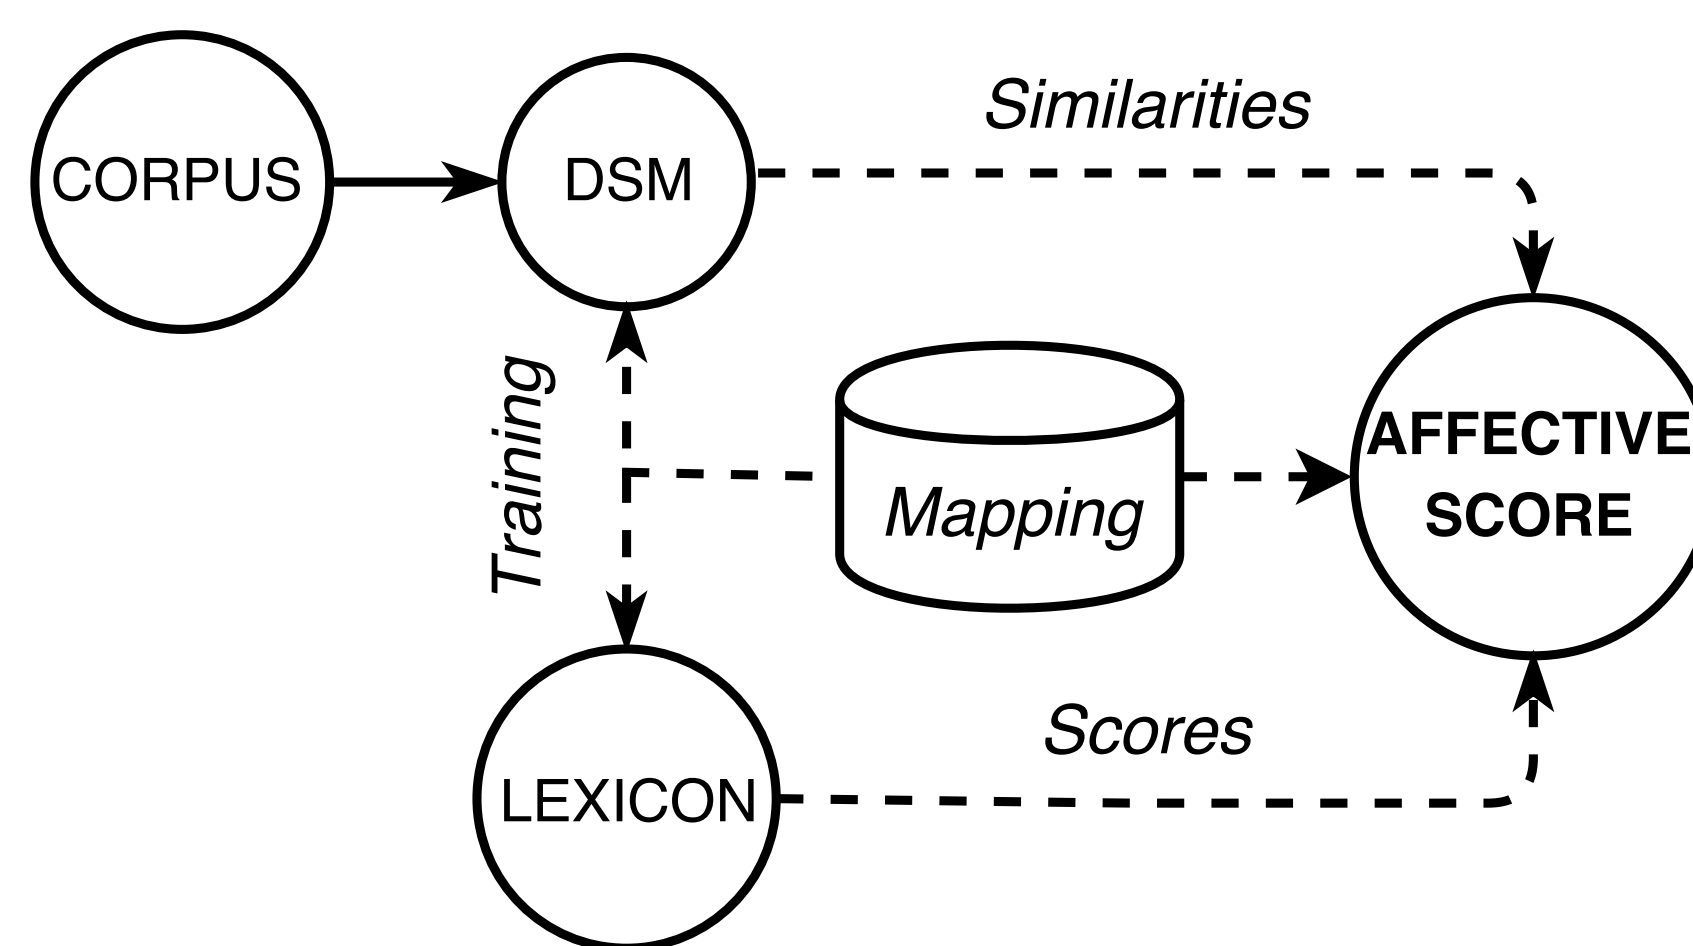 Similarities
CORPUS
DSM
Training
Mapping
AFFECTIVE
SCORE
Scores
LEXICON